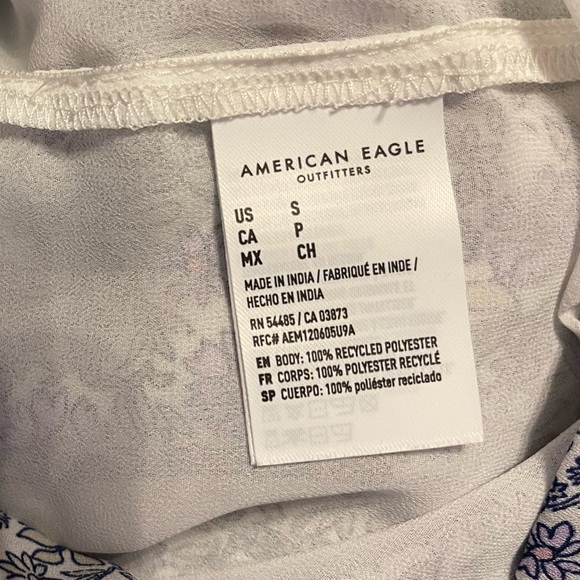 AMERICAN EAGLE
OUTFITTERS
US S
CA P
MX CH
MADE IN INDIA / FABRIQUÉ EN INDE /
HECHO EN INDIA
RN 54485 / CA 03873
RFC# AEM120605U9A
EN BODY: 100% RECYCLED POLYESTER
FR CORPS: 100% POLYESTER RECYCLÉ
SP CUERPO: 100% poliéster reciclado